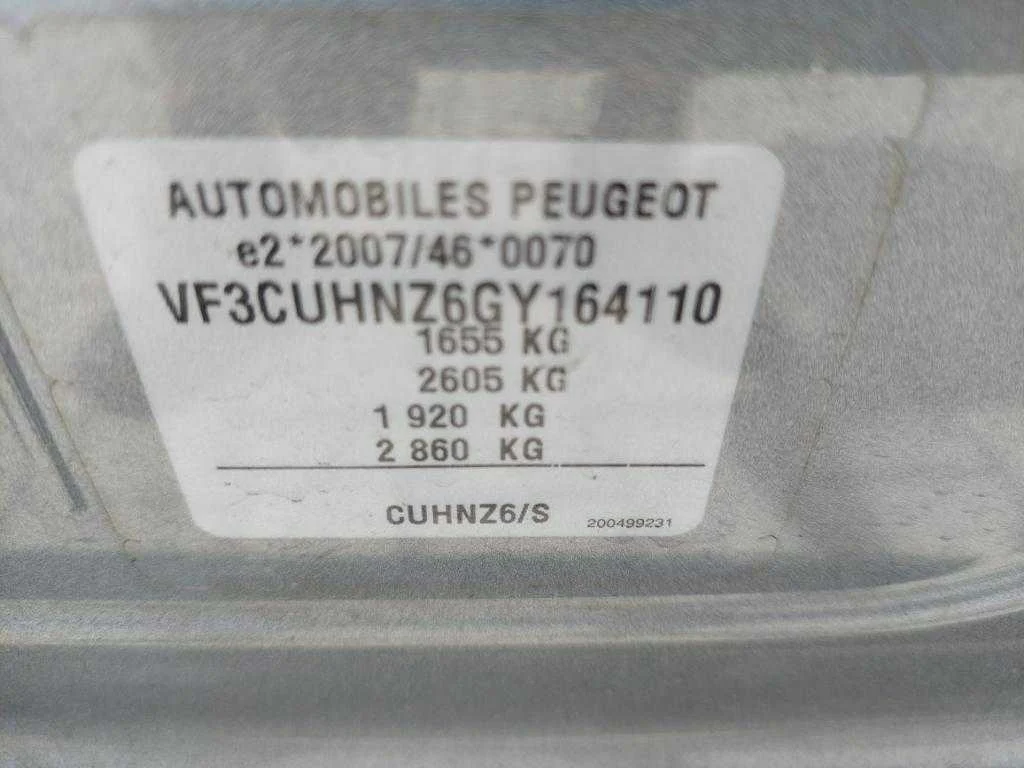 AUTOMOBILES PEUGEOT
e2*2007/46*0070
VF3CUHNZ6GY164110
1655 KG
2605 KG
1 920 KG
2 860 KG
CUHNZ6/S 200499231